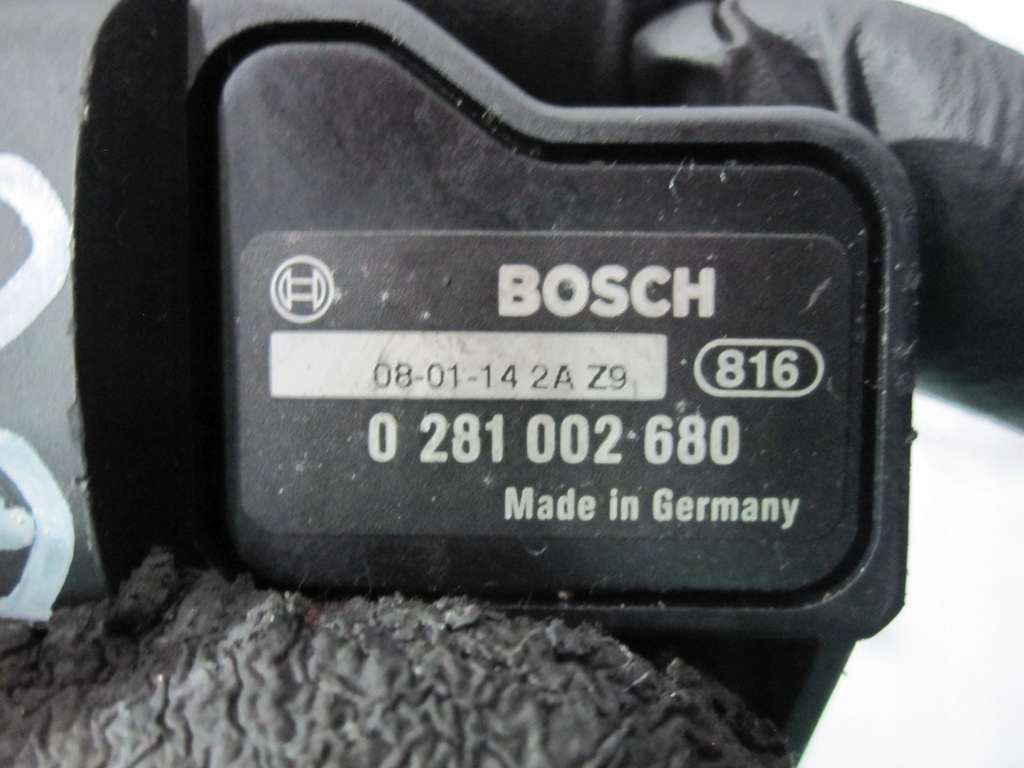 BOSCH
08-01-14 2A Z9 816
0 281 002 680
Made in Germany